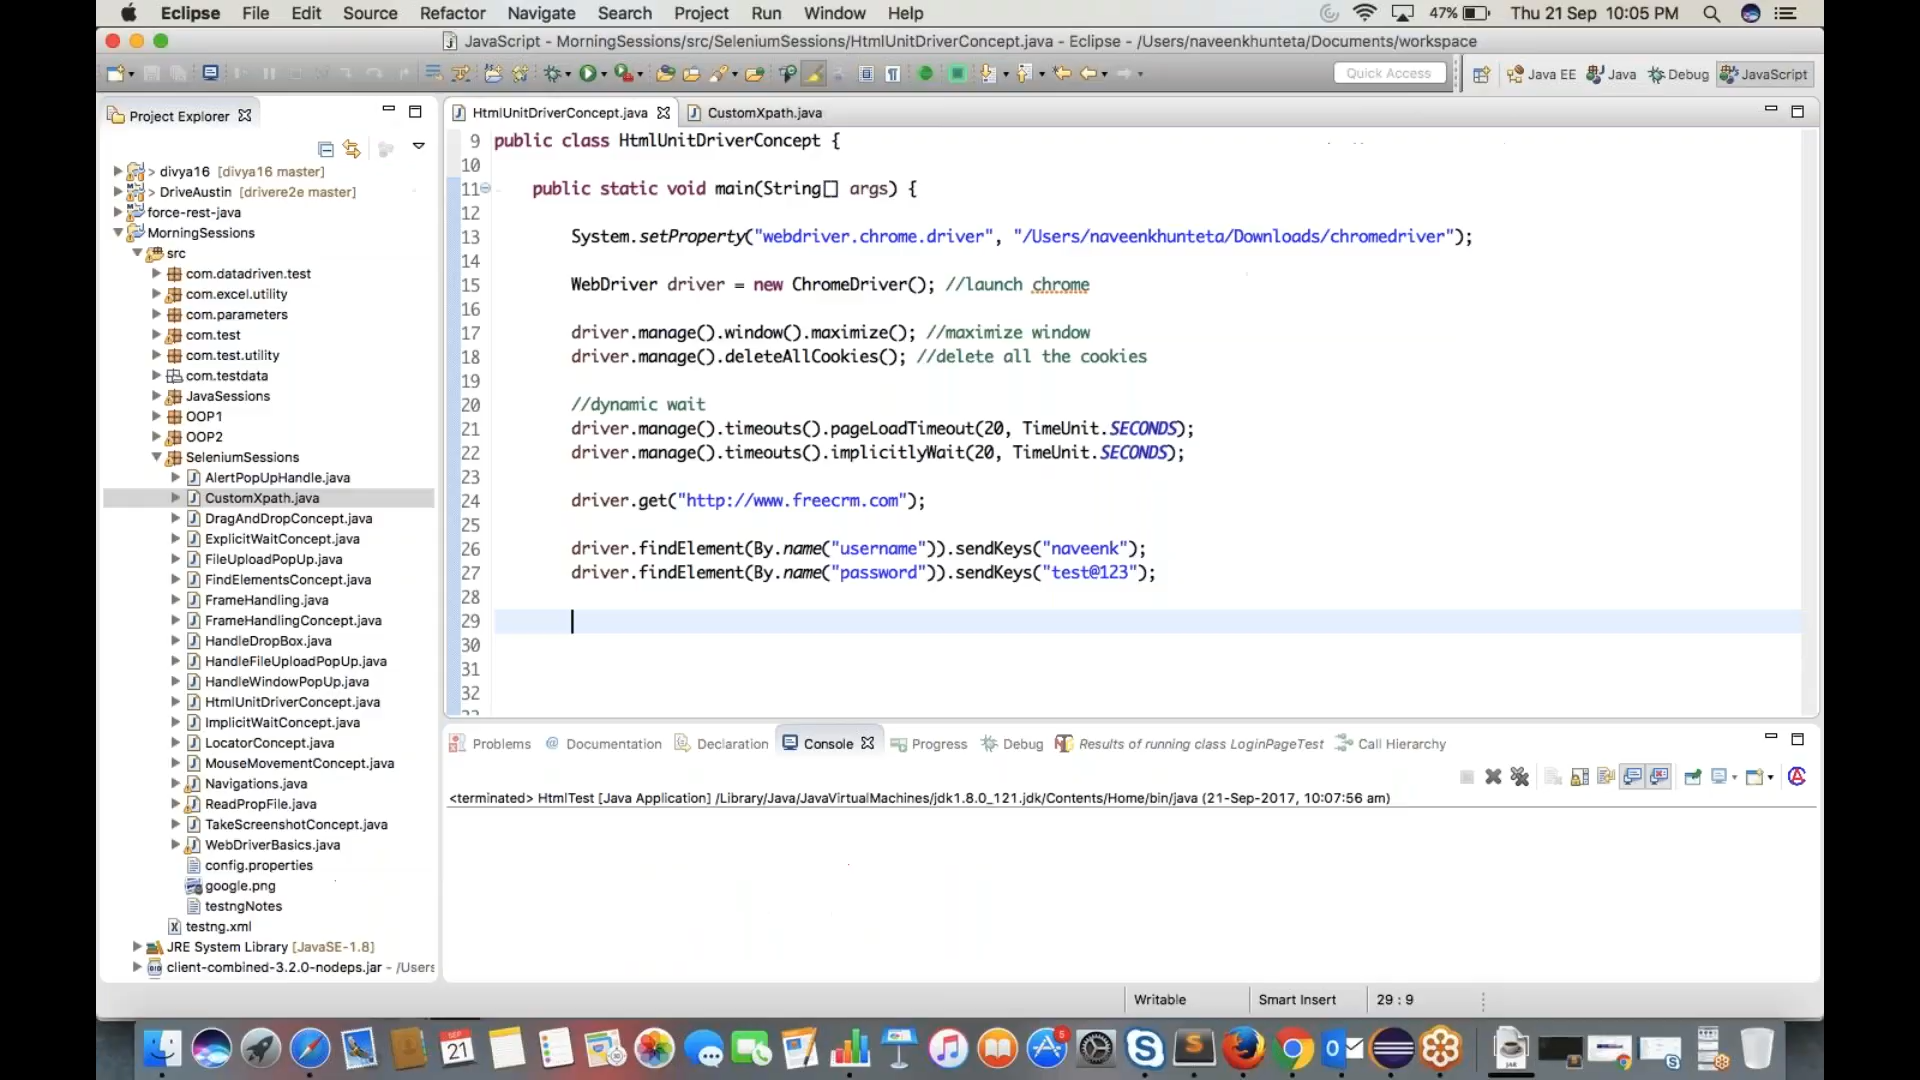 Eclipse File Edit Source Refactor Navigate Search Project Run Window Help 47% Thu 21 Sep 10:05 PM
JavaScript - MorningSessions/src/SeleniumSessions/HtmlUnitDriverConcept.java - Eclipse - /Users/naveenkhunteta/Documents/workspace
Quick Access Java EE Java Debug JavaScript
Project Explorer
> divya16 [divya16 master]
> DriveAustin [drivere2e master]
force-rest-java
MorningSessions
src
com.datadriven.test
com.excel.utility
com.parameters
com.test
com.test.utility
com.testdata
JavaSessions
OOP1
OOP2
SeleniumSessions
AlertPopUpHandle.java
CustomXpath.java
DragAndDropConcept.java
ExplicitWaitConcept.java
FileUploadPopUp.java
FindElementsConcept.java
FrameHandling.java
FrameHandlingConcept.java
HandleDropBox.java
HandleFileUploadPopUp.java
HandleWindowPopUp.java
HtmlUnitDriverConcept.java
ImplicitWaitConcept.java
LocatorConcept.java
MouseMovementConcept.java
Navigations.java
ReadPropFile.java
TakeScreenshotConcept.java
WebDriverBasics.java
config.properties
google.png
testngNotes
testng.xml
JRE System Library [JavaSE-1.8]
client-combined-3.2.0-nodeps.jar - /Users
HtmlUnitDriverConcept.java CustomXpath.java
9 public class HtmlUnitDriverConcept {
10
11 public static void main(String[] args) {
12
13 System.setProperty("webdriver.chrome.driver", "/Users/naveenkhunteta/Downloads/chromedriver");
14
15 WebDriver driver = new ChromeDriver(); //launch chrome
16
17 driver.manage().window().maximize(); //maximize window
18 driver.manage().deleteAllCookies(); //delete all the cookies
19
20 //dynamic wait
21 driver.manage().timeouts().pageLoadTimeout(20, TimeUnit.SECONDS);
22 driver.manage().timeouts().implicitlyWait(20, TimeUnit.SECONDS);
23
24 driver.get("http://www.freecrm.com");
25
26 driver.findElement(By.name("username")).sendKeys("naveenk");
27 driver.findElement(By.name("password")).sendKeys("test@123");
28
29
30
31
32
Problems Documentation Declaration Console Progress Debug Results of running class LoginPageTest Call Hierarchy
<terminated> HtmlTest [Java Application] /Library/Java/JavaVirtualMachines/jdk1.8.0_121.jdk/Contents/Home/bin/java (21-Sep-2017, 10:07:56 am)
Writable Smart Insert 29 : 9
SEP
21
5